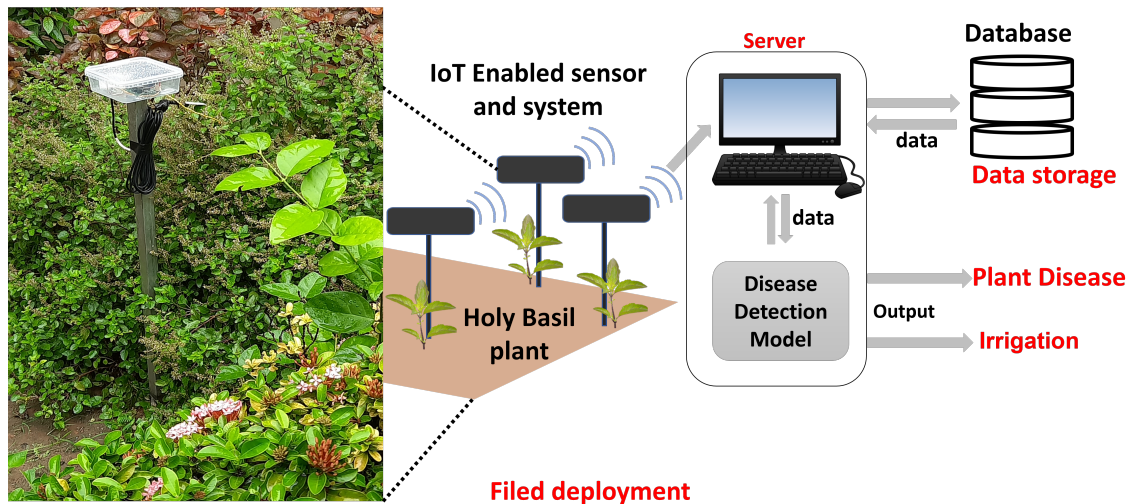 IoT Enabled sensor
and system
Holy Basil
plant
Filed deployment
Server
data
Disease
Detection
Model
Database
data
Data storage
Output
Plant Disease
Irrigation